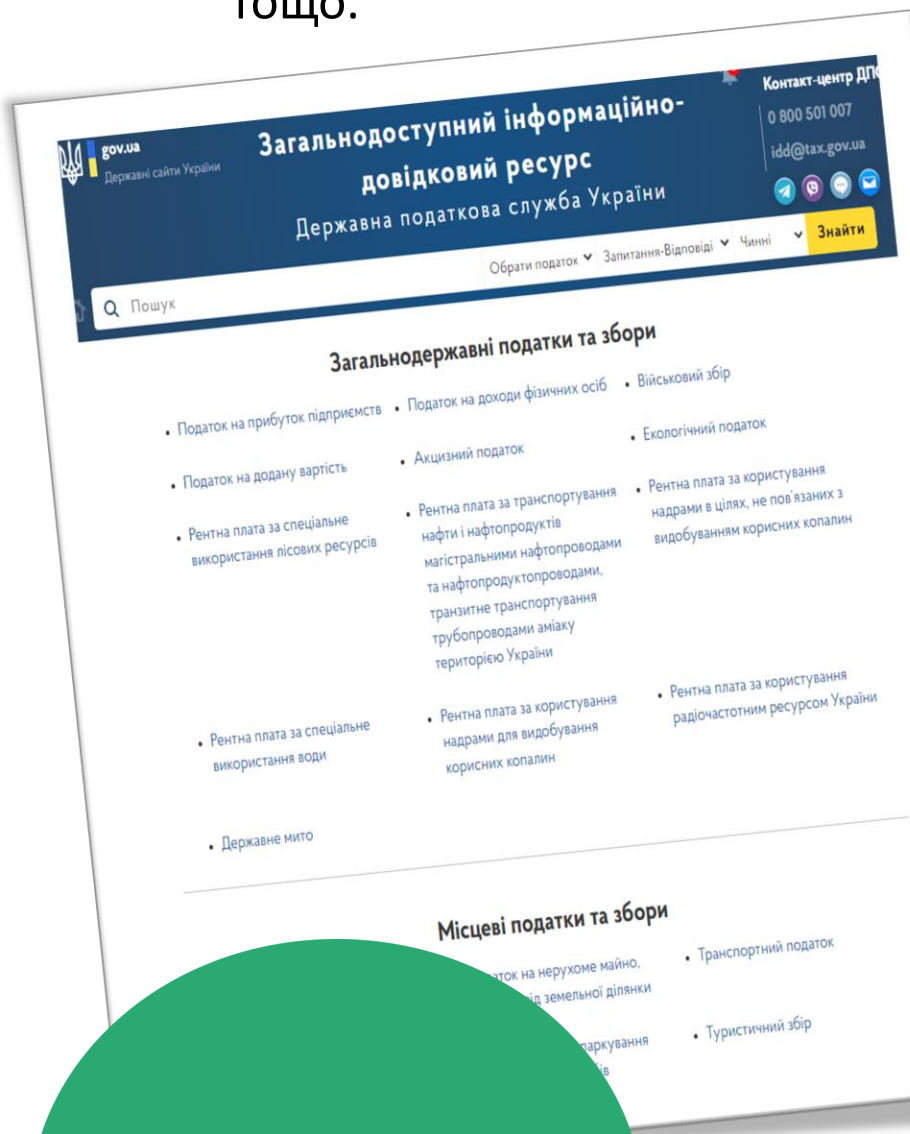 тощо.
gov.ua
Державні сайти України
Загальнодоступний інформаційно-
довідковий ресурс
Державна податкова служба України
Контакт-центр
0 800 501 007
idd@tax.gov.ua
Пошук
Обрати податок
Запитання-Відповіді
Чинні
Знайти
Загальнодержавні податки та збори
• Податок на прибуток підприємств
• Податок на доходи фізичних осіб
• Військовий збір
• Податок на додану вартість
• Акцизний податок
• Екологічний податок
• Рентна плата за спеціальне
використання лісових ресурсів
• Рентна плата за транспортування
нафти і нафтопродуктів
магістральними нафтопроводами
та нафтопродуктопроводами,
транзитне транспортування
трубопроводами аміаку
територією України
• Рентна плата за користування
надрами в цілях, не пов'язаних з
видобуванням корисних копалин
• Рентна плата за спеціальне
використання води
• Рентна плата за користування
надрами для видобування
корисних копалин
• Рентна плата за користування
радіочастотним ресурсом України
• Державне мито
Місцеві податки та збори
на нерухоме майно,
земельної ділянки
• Транспортний податок
паркування
• Туристичний збір